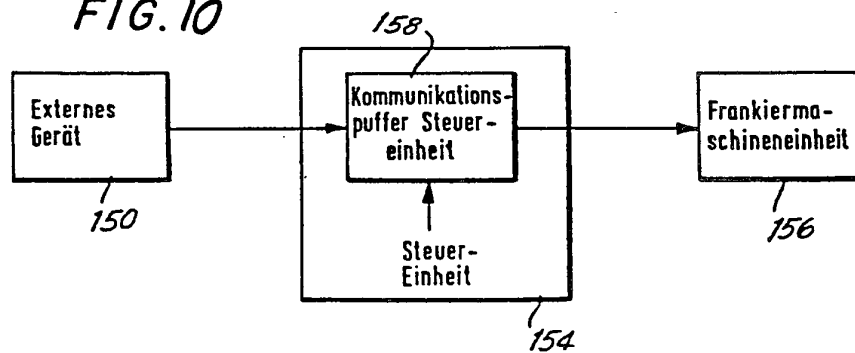 FIG. 10
158
Externes
Gerät
Kommunikations-
puffer Steuer-
einheit
Frankierma-
schineneinheit
150
156
Steuer-
Einheit
154